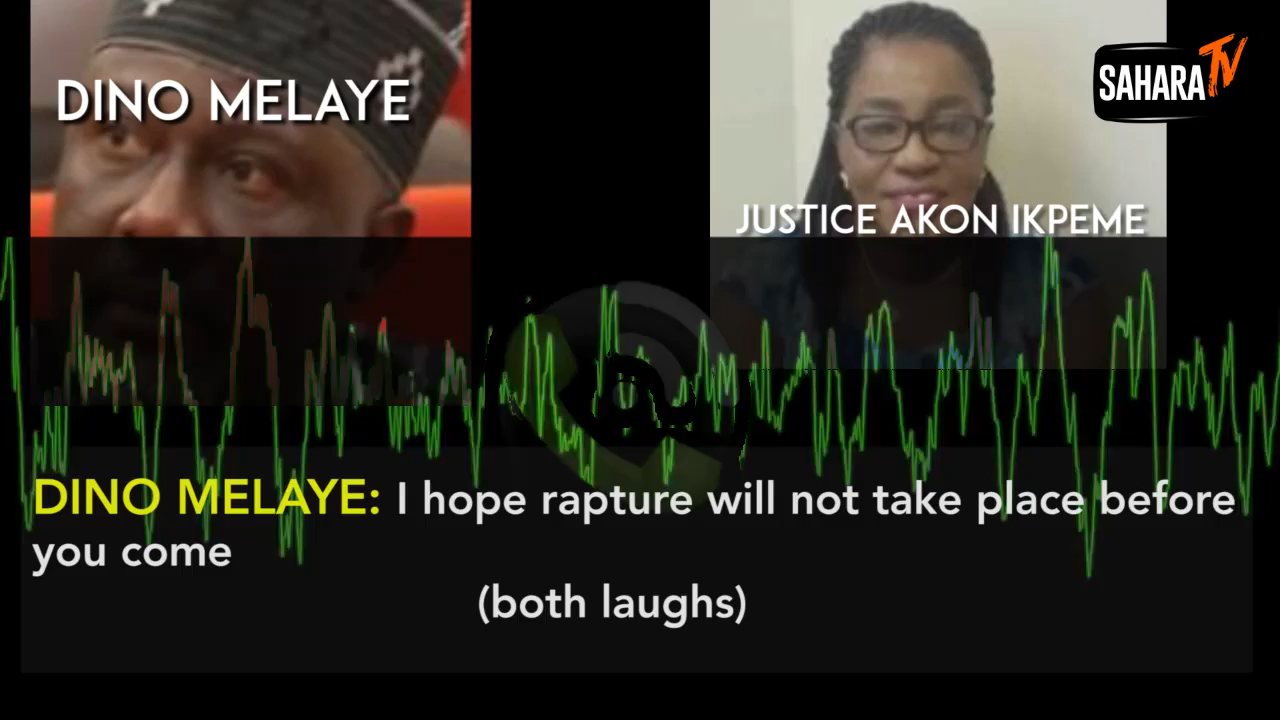 DINO MELAYE
SAHARA TV
JUSTICE AKON IKPEME
DINO MELAYE: I hope rapture will not take place before
you come
(both laughs)